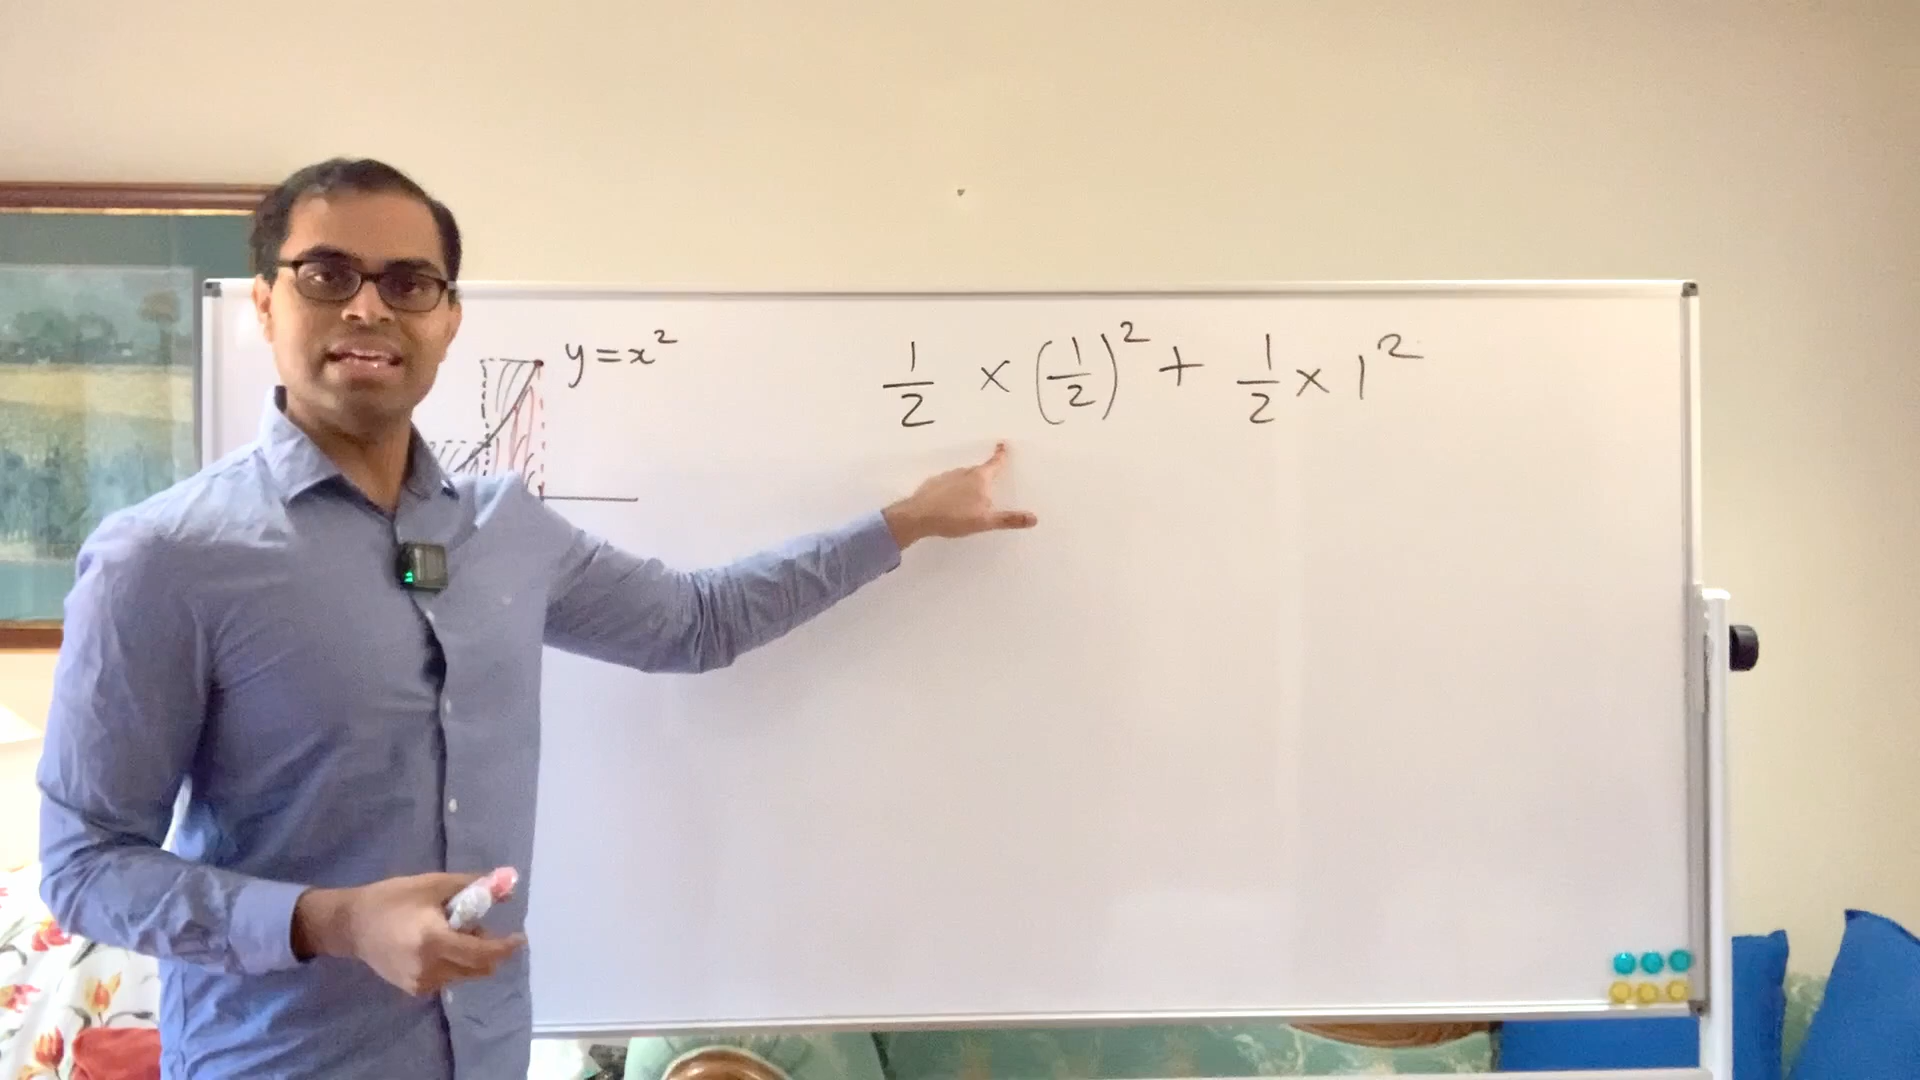 y = x²
1/2 × (1/2)² + 1/2 × 1²